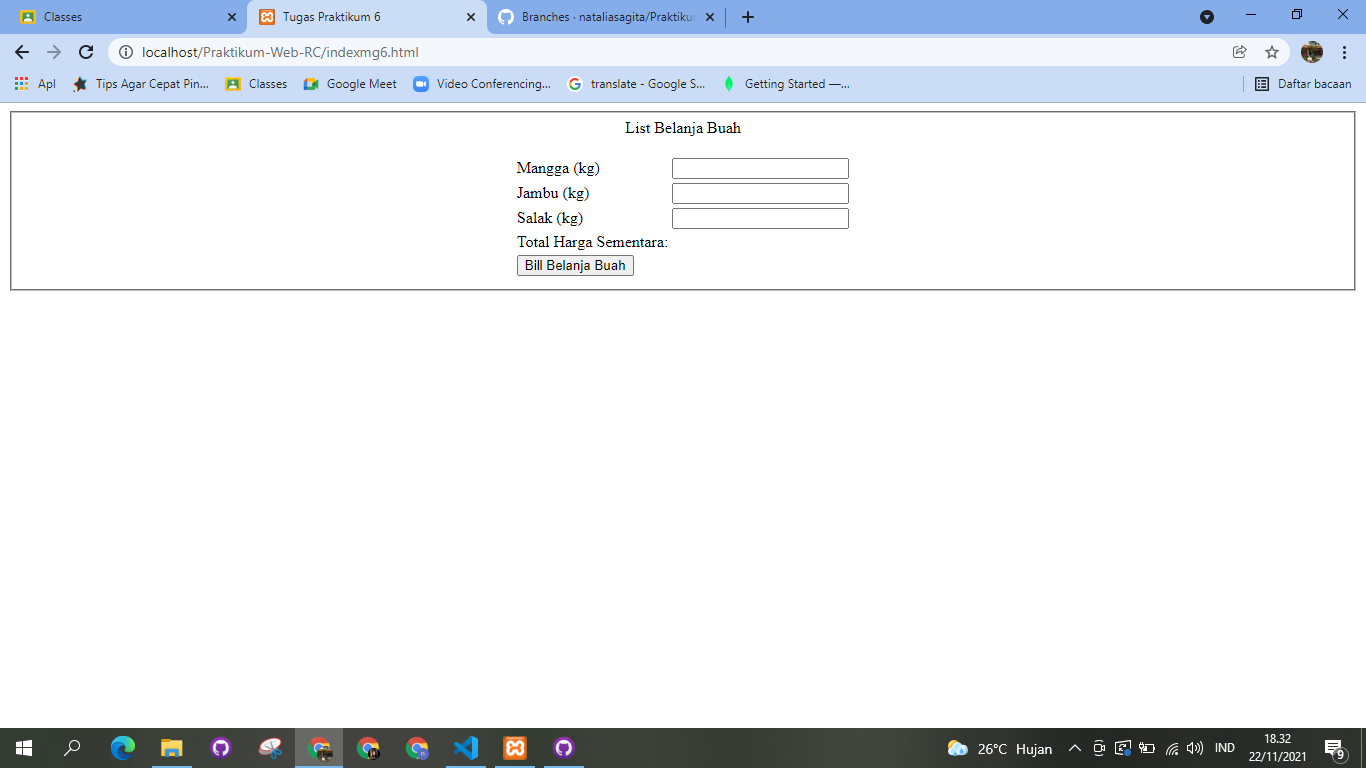 Classes
Tugas Praktikum 6
Branches · nataliasagita/Praktikur
localhost/Praktikum-Web-RC/indexmg6.html
Apl
Tips Agar Cepat Pin...
Classes
Google Meet
Video Conferencing...
translate - Google S...
Getting Started —...
Daftar bacaan
List Belanja Buah
Mangga (kg)
Jambu (kg)
Salak (kg)
Total Harga Sementara:
Bill Belanja Buah
26°C Hujan
IND
18.32
22/11/2021
9